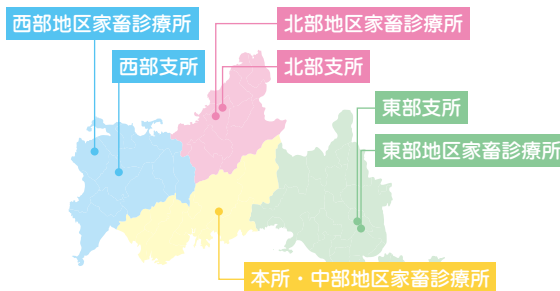 西部地区家畜診療所
北部地区家畜診療所
西部支所
北部支所
東部支所
東部地区家畜診療所
本所・中部地区家畜診療所